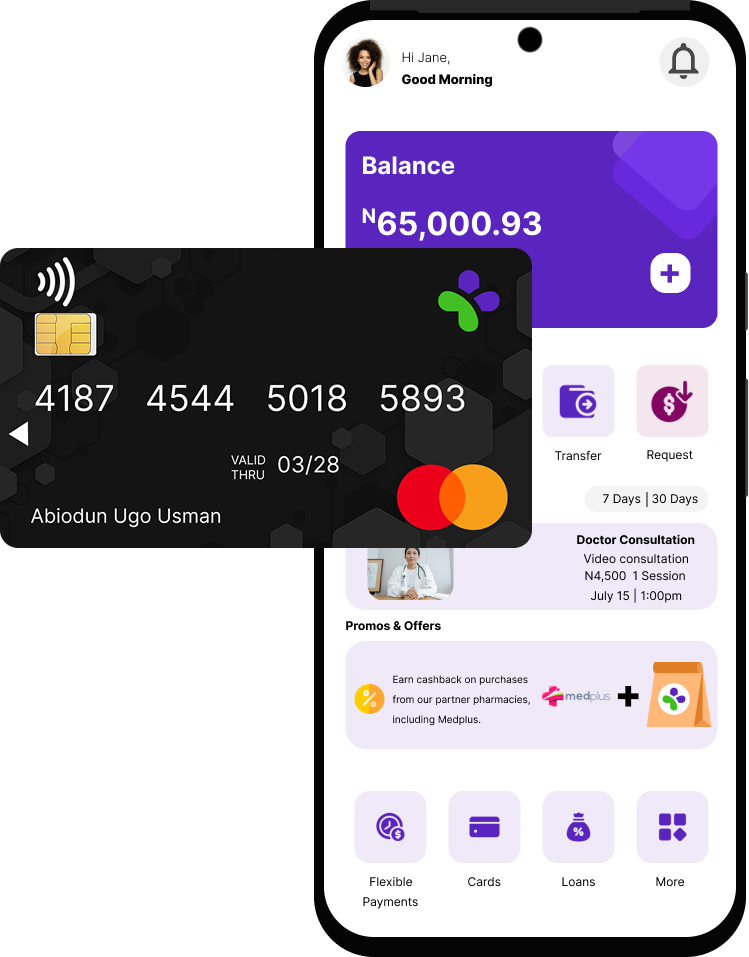 Hi Jane,
Good Morning
Balance
N65,000.93
4187 4544 5018 5893
VALID
THRU 03/28
Abiodun Ugo Usman
Transfer
Request
7 Days | 30 Days
Doctor Consultation
Video consultation
N4,500 1 Session
July 15 | 1:00pm
Promos & Offers
Earn cashback on purchases
from our partner pharmacies,
including Medplus.
medplus
Flexible
Payments
Cards
Loans
More